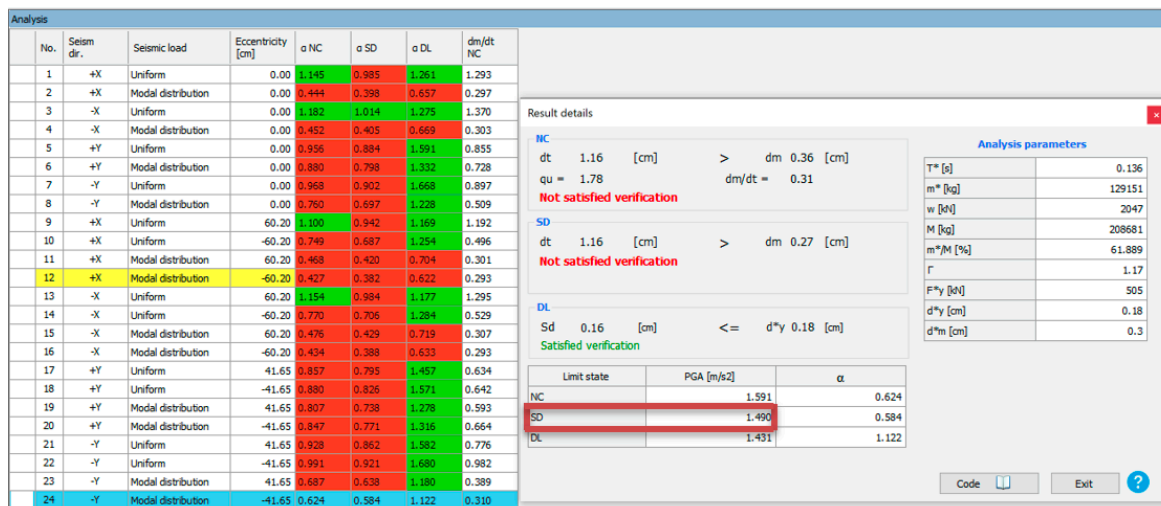 Analysis
No. Seism dir. Seismic load Eccentricity [cm] α NC α SD α DL dm/dt NC
1 +X Uniform 0.00 1.145 0.985 1.261 1.293
2 +X Modal distribution 0.00 0.444 0.398 0.657 0.297
3 -X Uniform 0.00 1.182 1.014 1.275 1.370
4 -X Modal distribution 0.00 0.452 0.405 0.669 0.303
5 +Y Uniform 0.00 0.956 0.884 1.591 0.855
6 +Y Modal distribution 0.00 0.880 0.798 1.332 0.728
7 -Y Uniform 0.00 0.968 0.902 1.668 0.897
8 -Y Modal distribution 0.00 0.760 0.697 1.228 0.509
9 +X Uniform 60.20 1.100 0.942 1.169 1.192
10 +X Uniform -60.20 0.749 0.687 1.254 0.496
11 +X Modal distribution 60.20 0.468 0.420 0.704 0.301
12 +X Modal distribution -60.20 0.427 0.382 0.622 0.293
13 -X Uniform 60.20 1.154 0.984 1.177 1.295
14 -X Uniform -60.20 0.770 0.706 1.284 0.529
15 -X Modal distribution 60.20 0.476 0.429 0.719 0.307
16 -X Modal distribution -60.20 0.434 0.388 0.633 0.293
17 +Y Uniform 41.65 0.857 0.795 1.457 0.634
18 +Y Uniform -41.65 0.880 0.826 1.571 0.642
19 +Y Modal distribution 41.65 0.807 0.738 1.278 0.593
20 +Y Modal distribution -41.65 0.847 0.771 1.316 0.664
21 -Y Uniform 41.65 0.928 0.862 1.582 0.776
22 -Y Uniform -41.65 0.991 0.921 1.680 0.982
23 -Y Modal distribution 41.65 0.687 0.638 1.180 0.389
24 -Y Modal distribution -41.65 0.624 0.584 1.122 0.310
Result details
NC
dt 1.16 [cm] > dm 0.36 [cm]
qu = 1.78 dm/dt = 0.31
Not satisfied verification
SD
dt 1.16 [cm] > dm 0.27 [cm]
Not satisfied verification
DL
Sd 0.16 [cm] <= d*y 0.18 [cm]
Satisfied verification
Limit state PGA [m/s2] α
NC 1.591 0.624
SD 1.490 0.584
DL 1.431 1.122
Analysis parameters
T* [s] 0.136
m* [kg] 129151
w [kN] 2047
M [kg] 208681
m*/M [%] 61.889
Γ 1.17
F*y [kN] 505
d*y [cm] 0.18
d*m [cm] 0.3
Code Exit ?